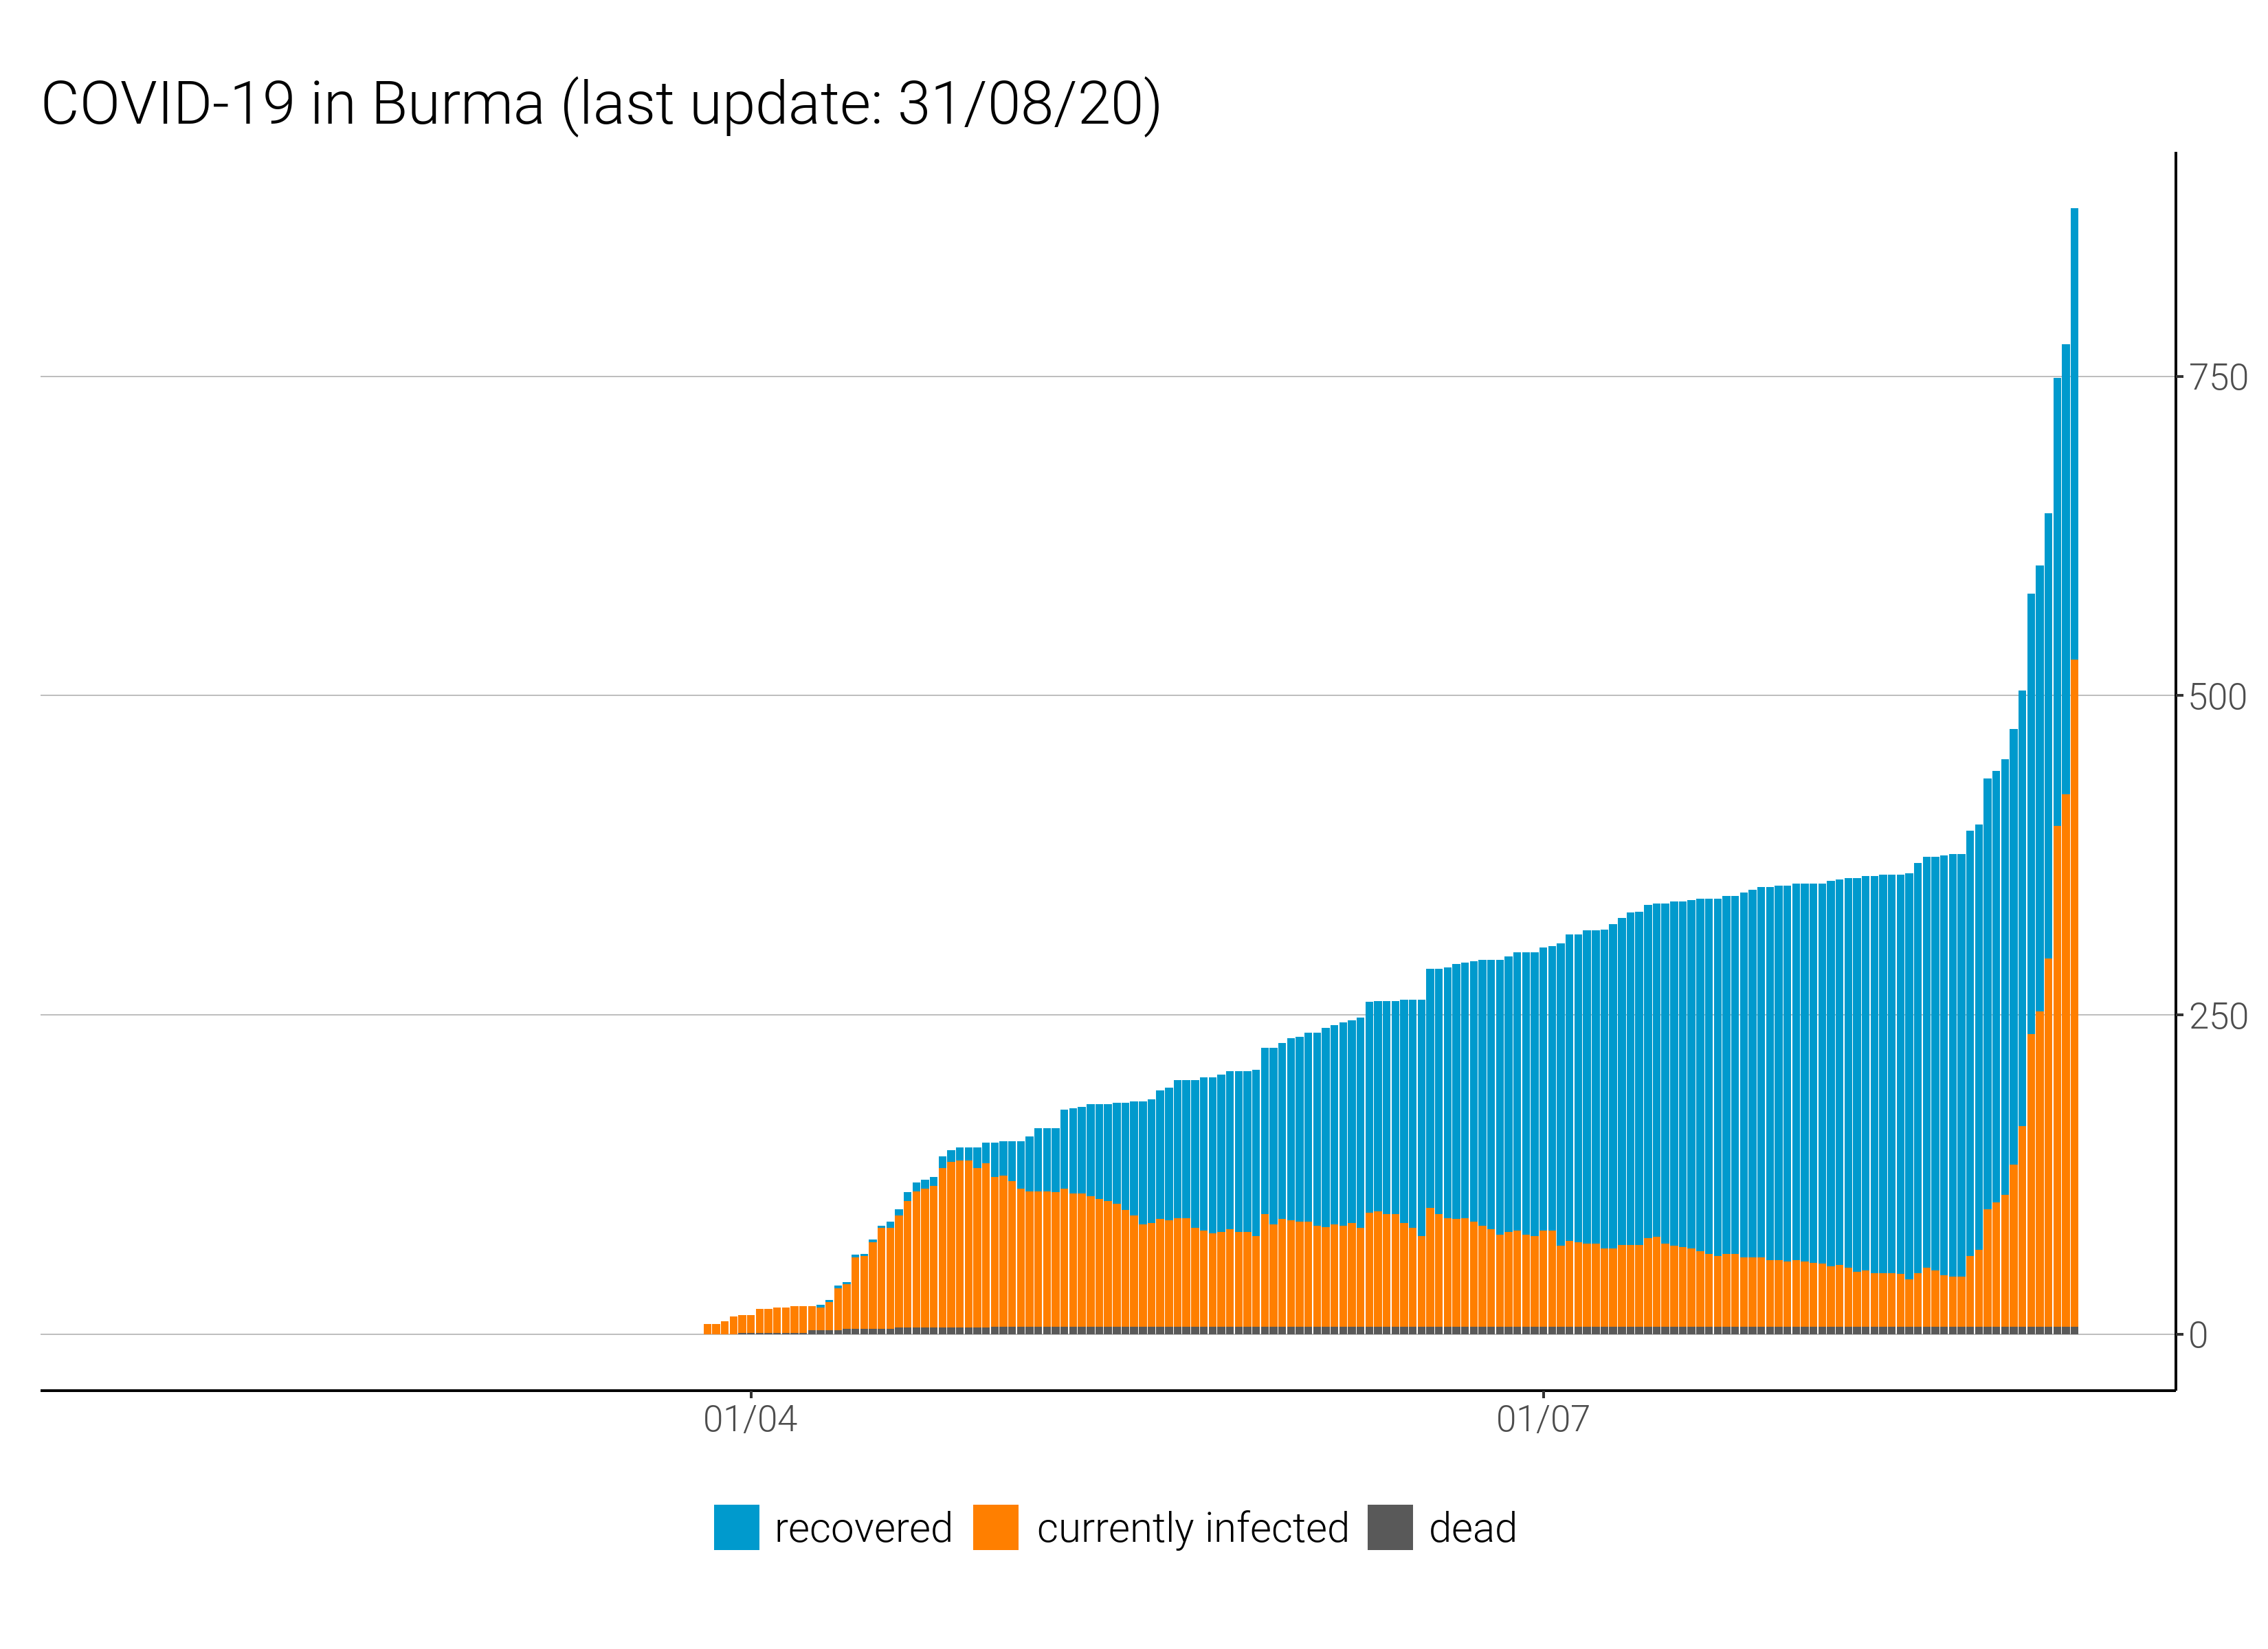 COVID-19 in Burma (last update: 31/08/20)
750
500
250
0
01/04 01/07
recovered currently infected dead